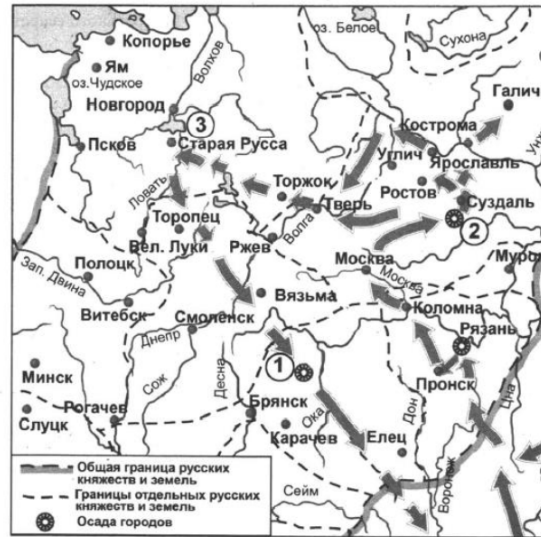 оз. Белое
Сухона
Копорье
Ям
оз. Чудское
Волхов
Новгород
Галич
3
Кострома
Псков
Старая Русса
Углич
Ярославль
Ростов
Торжок
Ловать
Тверь
Суздаль
Торопец
Волга
2
Вел. Луки
Ржев
Зап. Двина
Полоцк
Москва
Москва
Муром
Вязьма
Коломна
Витебск
Смоленск
Рязань
Днепр
1
Минск
Сож
Десна
Пронск
Цна
Слуцк
Рогачев
Брянск
Ока
Дон
Карачев
Елец
Воронеж
Сейм
Общая граница русских
княжеств и земель
Границы отдельных русских
княжеств и земель
Осада городов